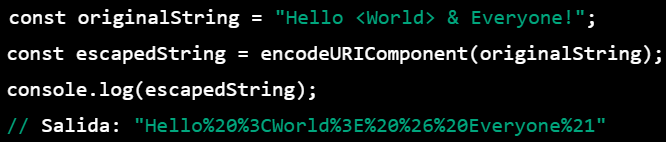 const originalString = "Hello <World> & Everyone!";
const escapedString = encodeURIComponent(originalString);
console.log(escapedString);
// Salida: "Hello%20%3CWorld%3E%20%26%20Everyone%21"